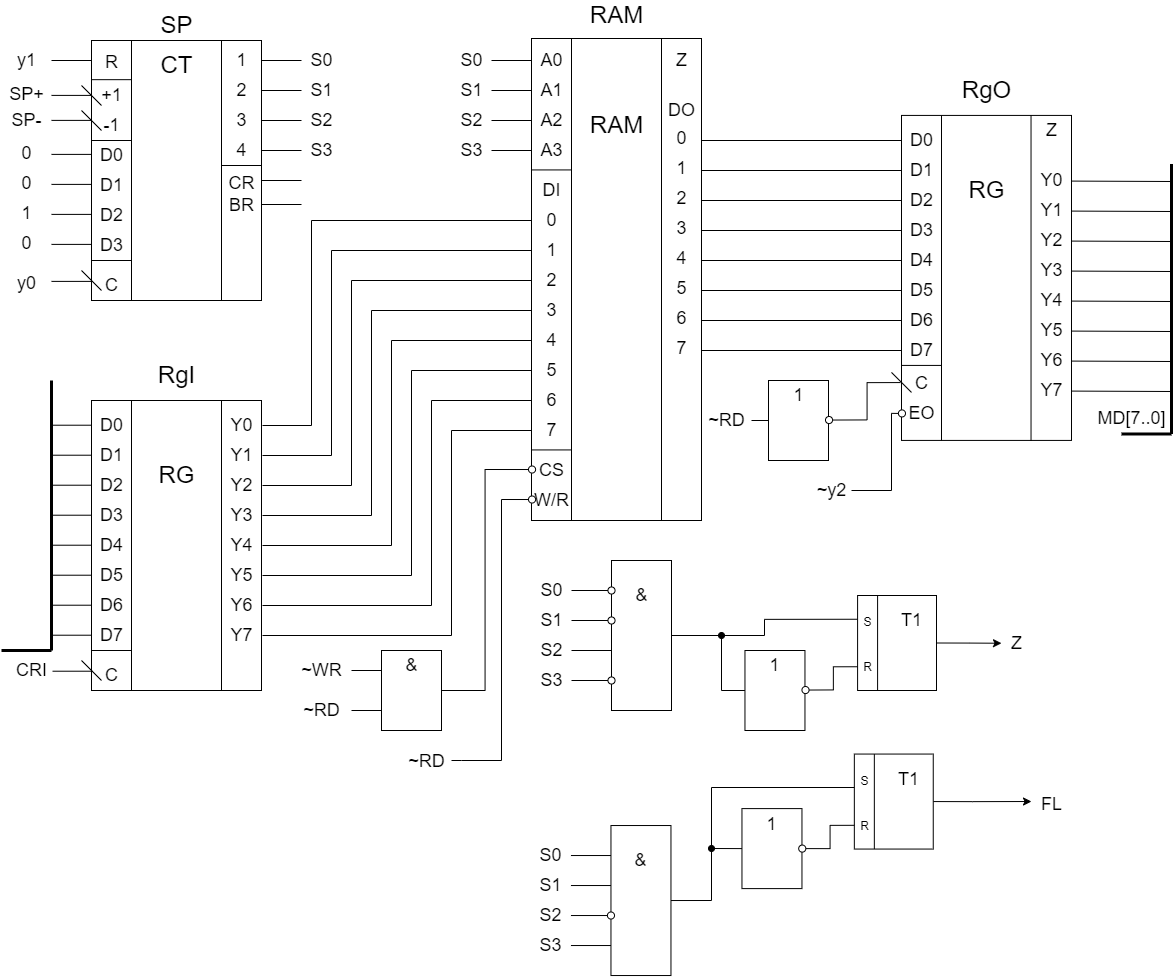 SP
y1
R
CT
1
S0
SP+
+1
2
S1
SP-
-1
3
S2
0
D0
4
S3
0
D1
CR
1
D2
BR
0
D3
y0
C
RAM
S0
A0
Z
S1
A1
S2
A2
RAM
S3
A3
DI
DO
0
0
1
1
2
2
3
3
4
4
5
5
6
6
7
7
CS
W/R
RgO
D0
Z
D1
RG
Y0
D2
Y1
D3
Y2
D4
Y3
D5
Y4
D6
Y5
D7
Y6
C
Y7
EO
MD[7..0]
~RD
1
~y2
RgI
D0
Y0
D1
Y1
D2
RG
Y2
D3
Y3
D4
Y4
D5
Y5
D6
Y6
D7
Y7
CRI
C
~WR
&
~RD
~RD
S0
&
S1
S2
S3
1
S
T1
R
Z
S0
&
S1
S2
S3
1
S
T1
R
FL